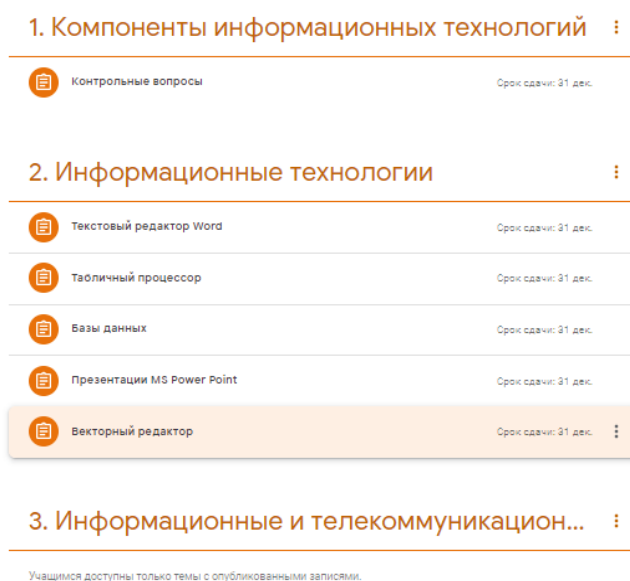 1. Компоненты информационных технологий
Контрольные вопросы Срок сдачи: 31 дек.
2. Информационные технологии
Текстовый редактор Word Срок сдачи: 31 дек.
Табличный процессор Срок сдачи: 31 дек.
Базы данных Срок сдачи: 31 дек.
Презентации MS Power Point Срок сдачи: 31 дек.
Векторный редактор Срок сдачи: 31 дек.
3. Информационные и телекоммуникацион...
Учащимся доступны только темы с опубликованными записями.